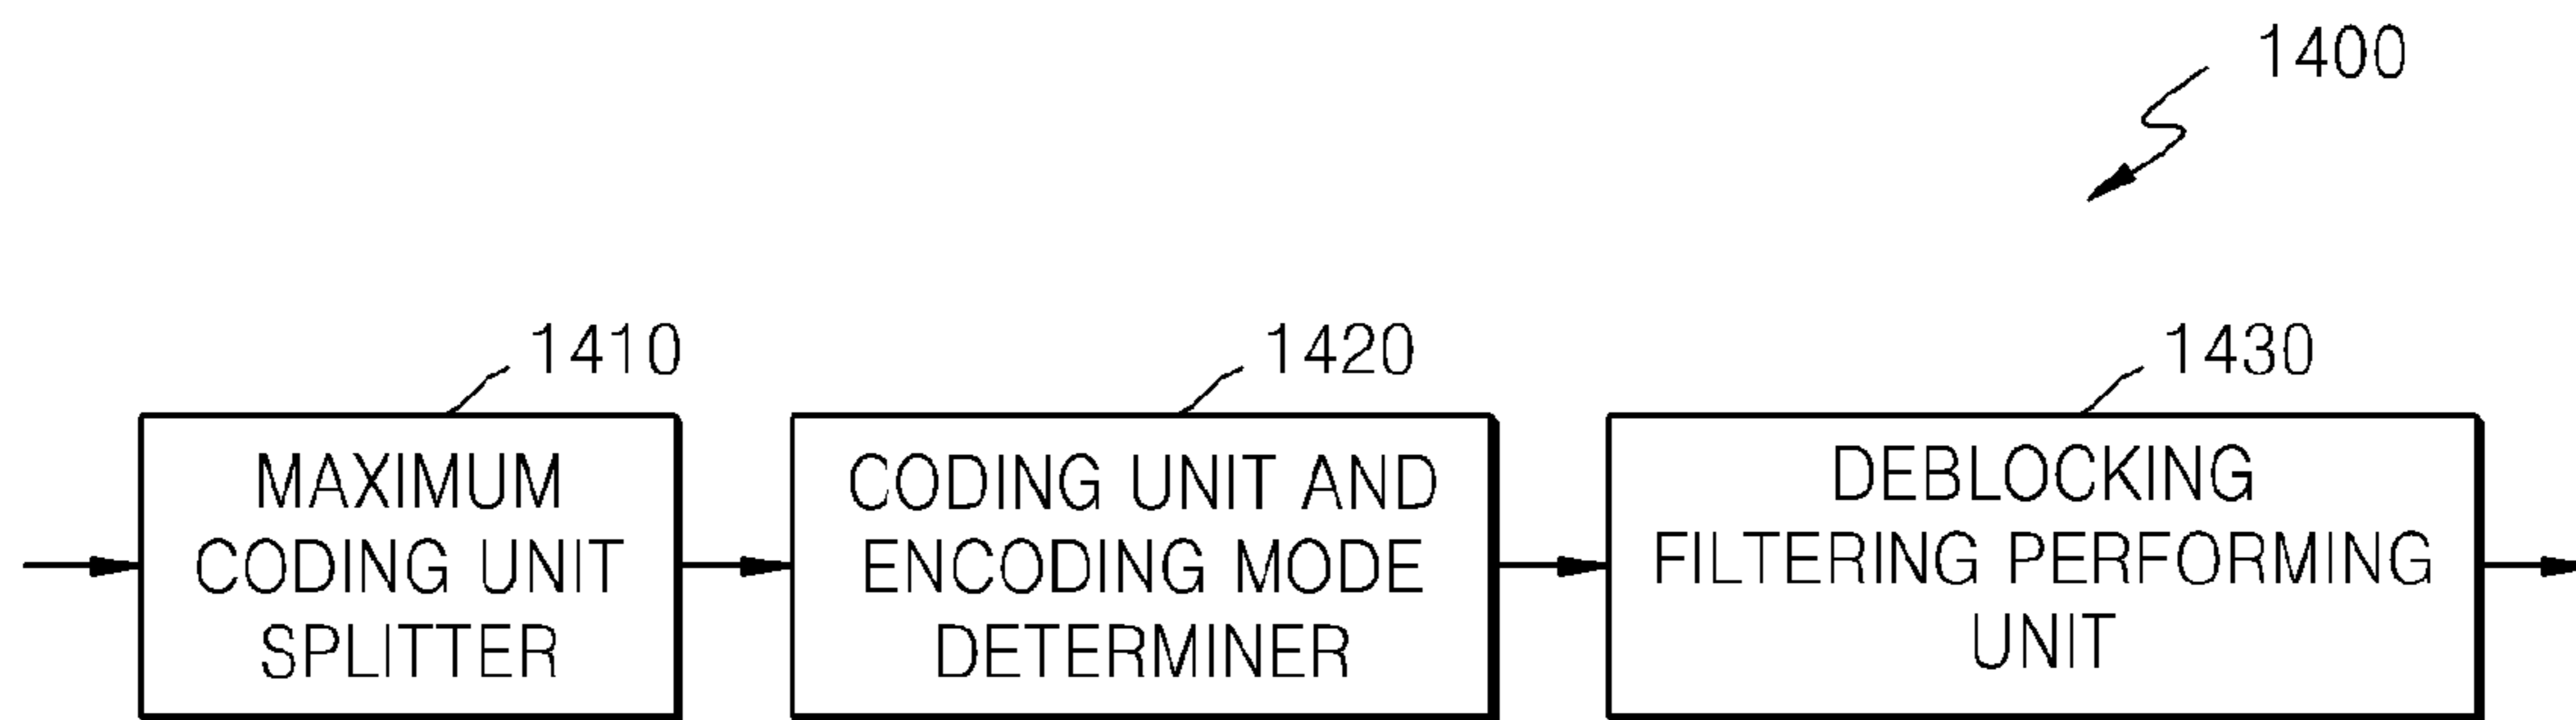 1400
1410
1420
1430
MAXIMUM
CODING UNIT
SPLITTER
CODING UNIT AND
ENCODING MODE
DETERMINER
DEBLOCKING
FILTERING PERFORMING
UNIT